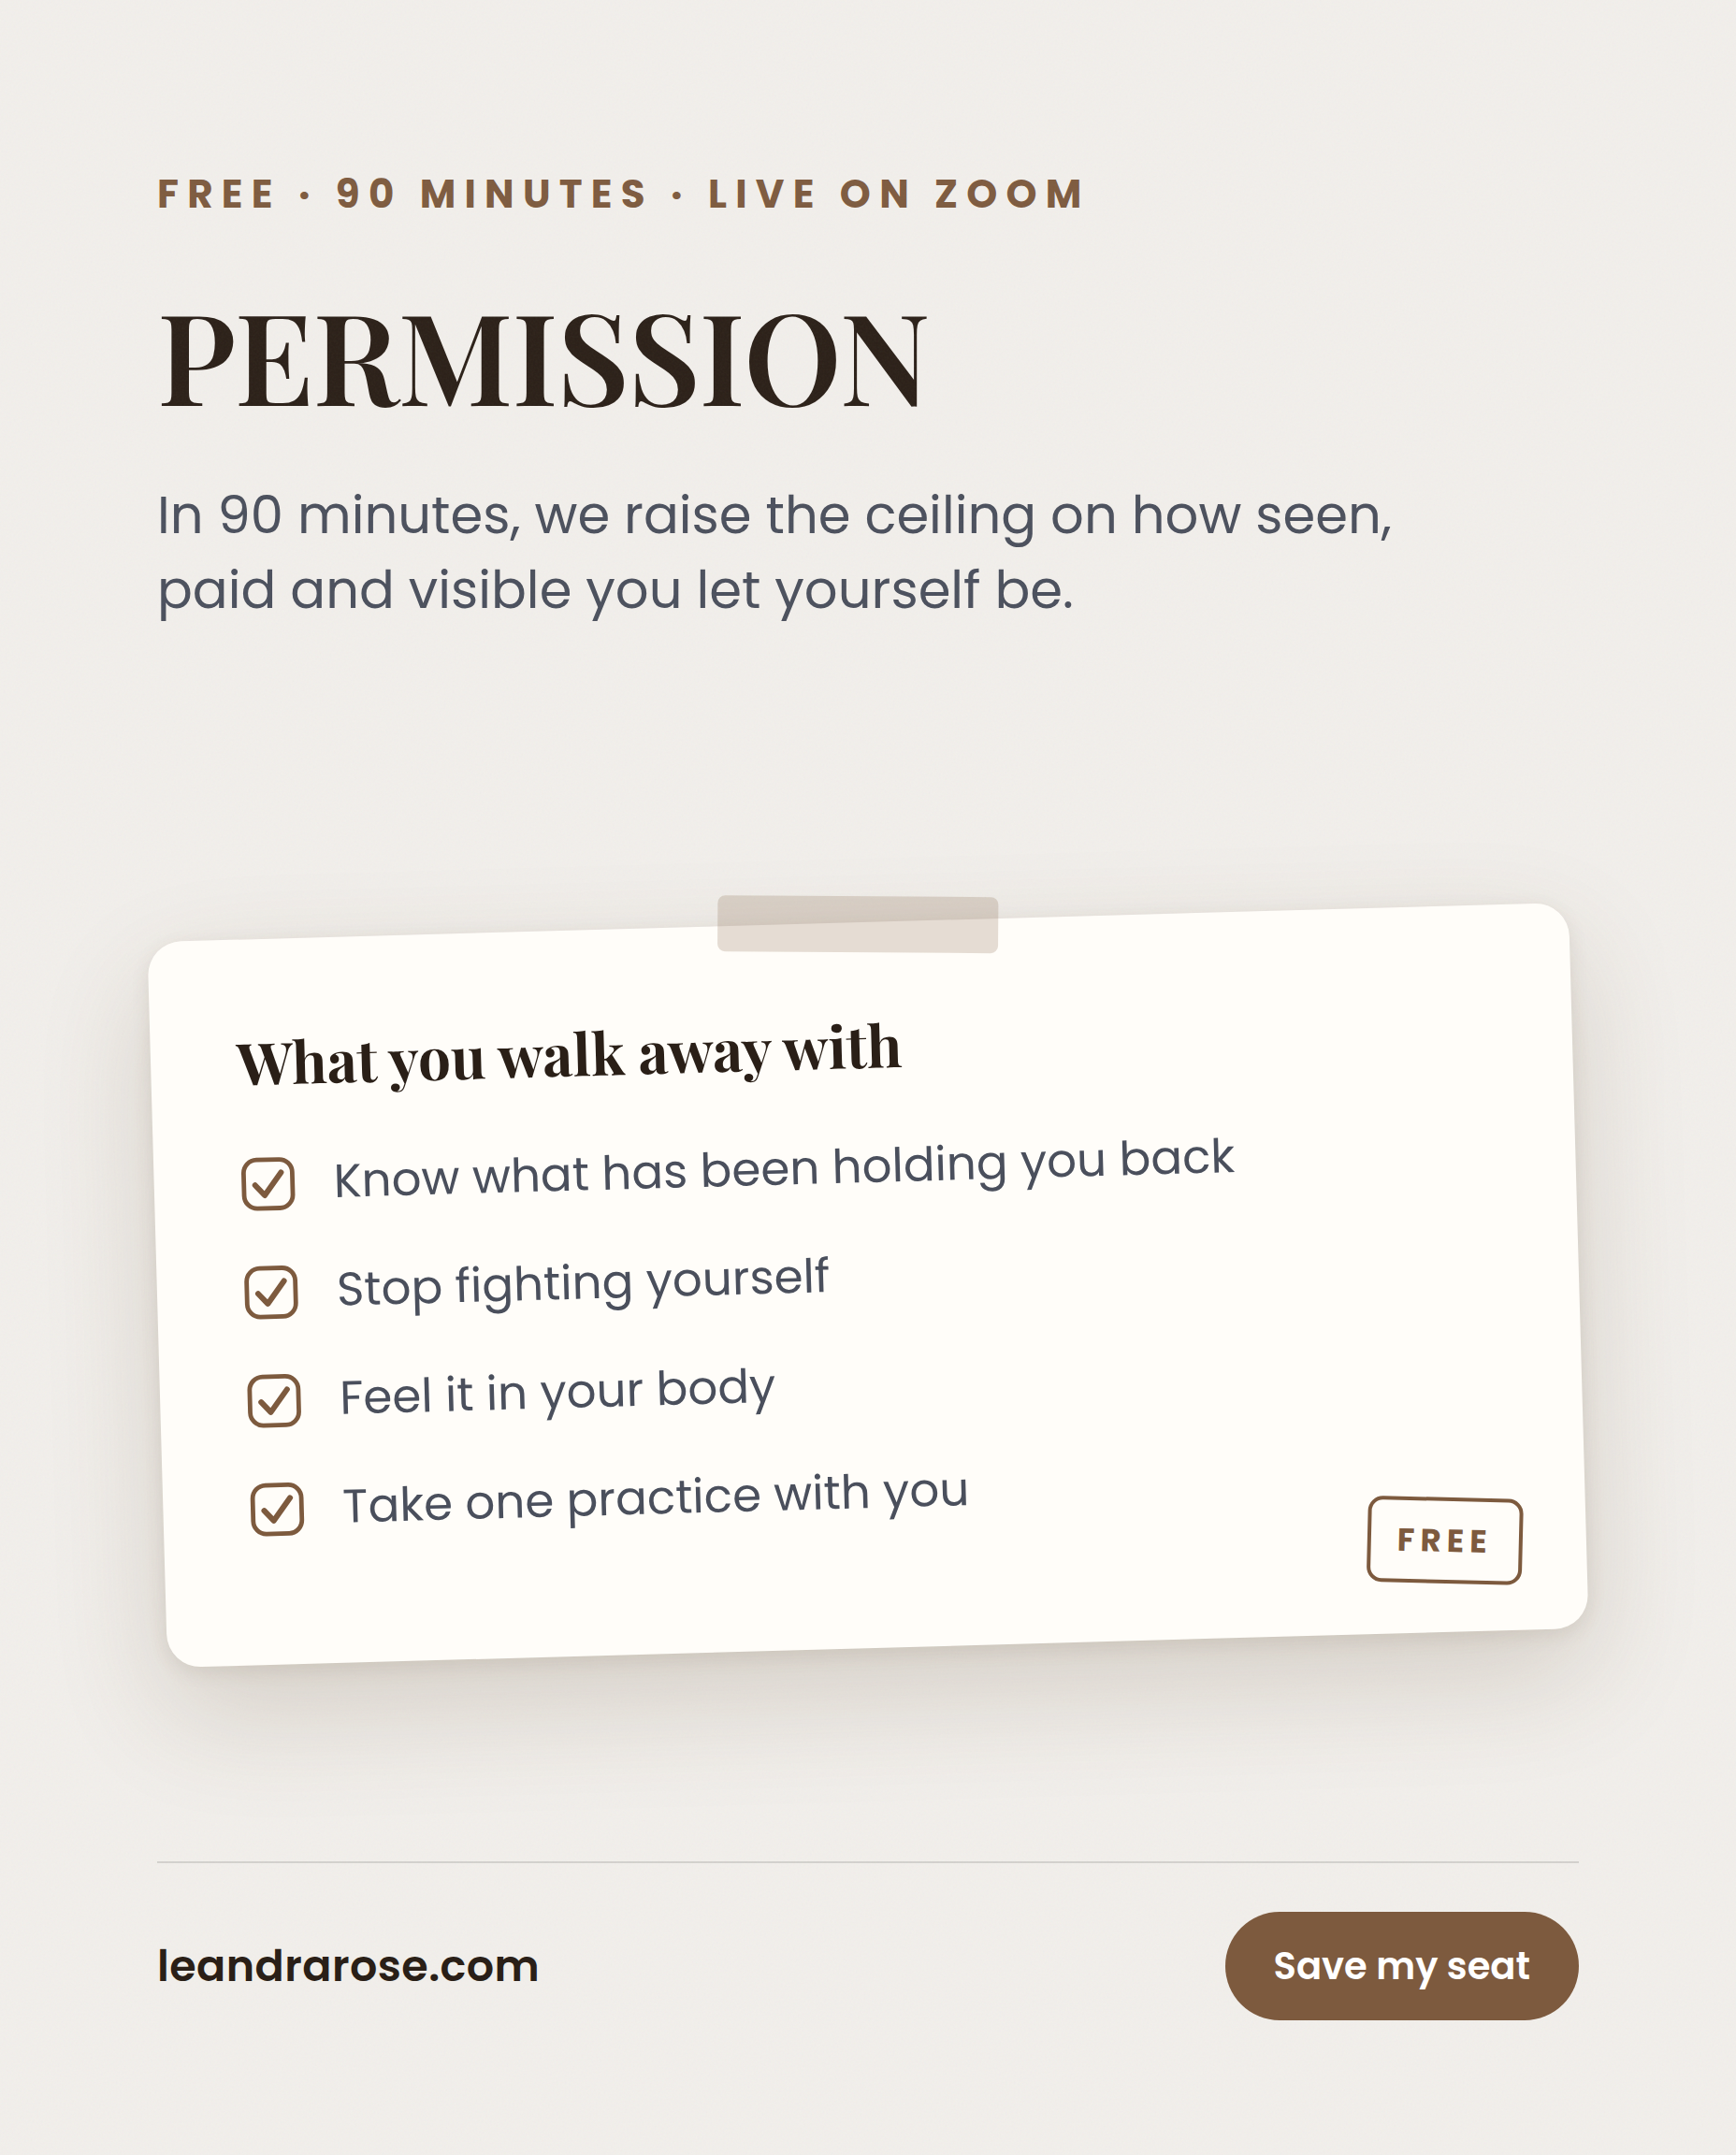 FREE · 90 MINUTES · LIVE ON ZOOM
PERMISSION
In 90 minutes, we raise the ceiling on how seen,
paid and visible you let yourself be.
What you walk away with
Know what has been holding you back
Stop fighting yourself
Feel it in your body
Take one practice with you
FREE
leandrarose.com
Save my seat